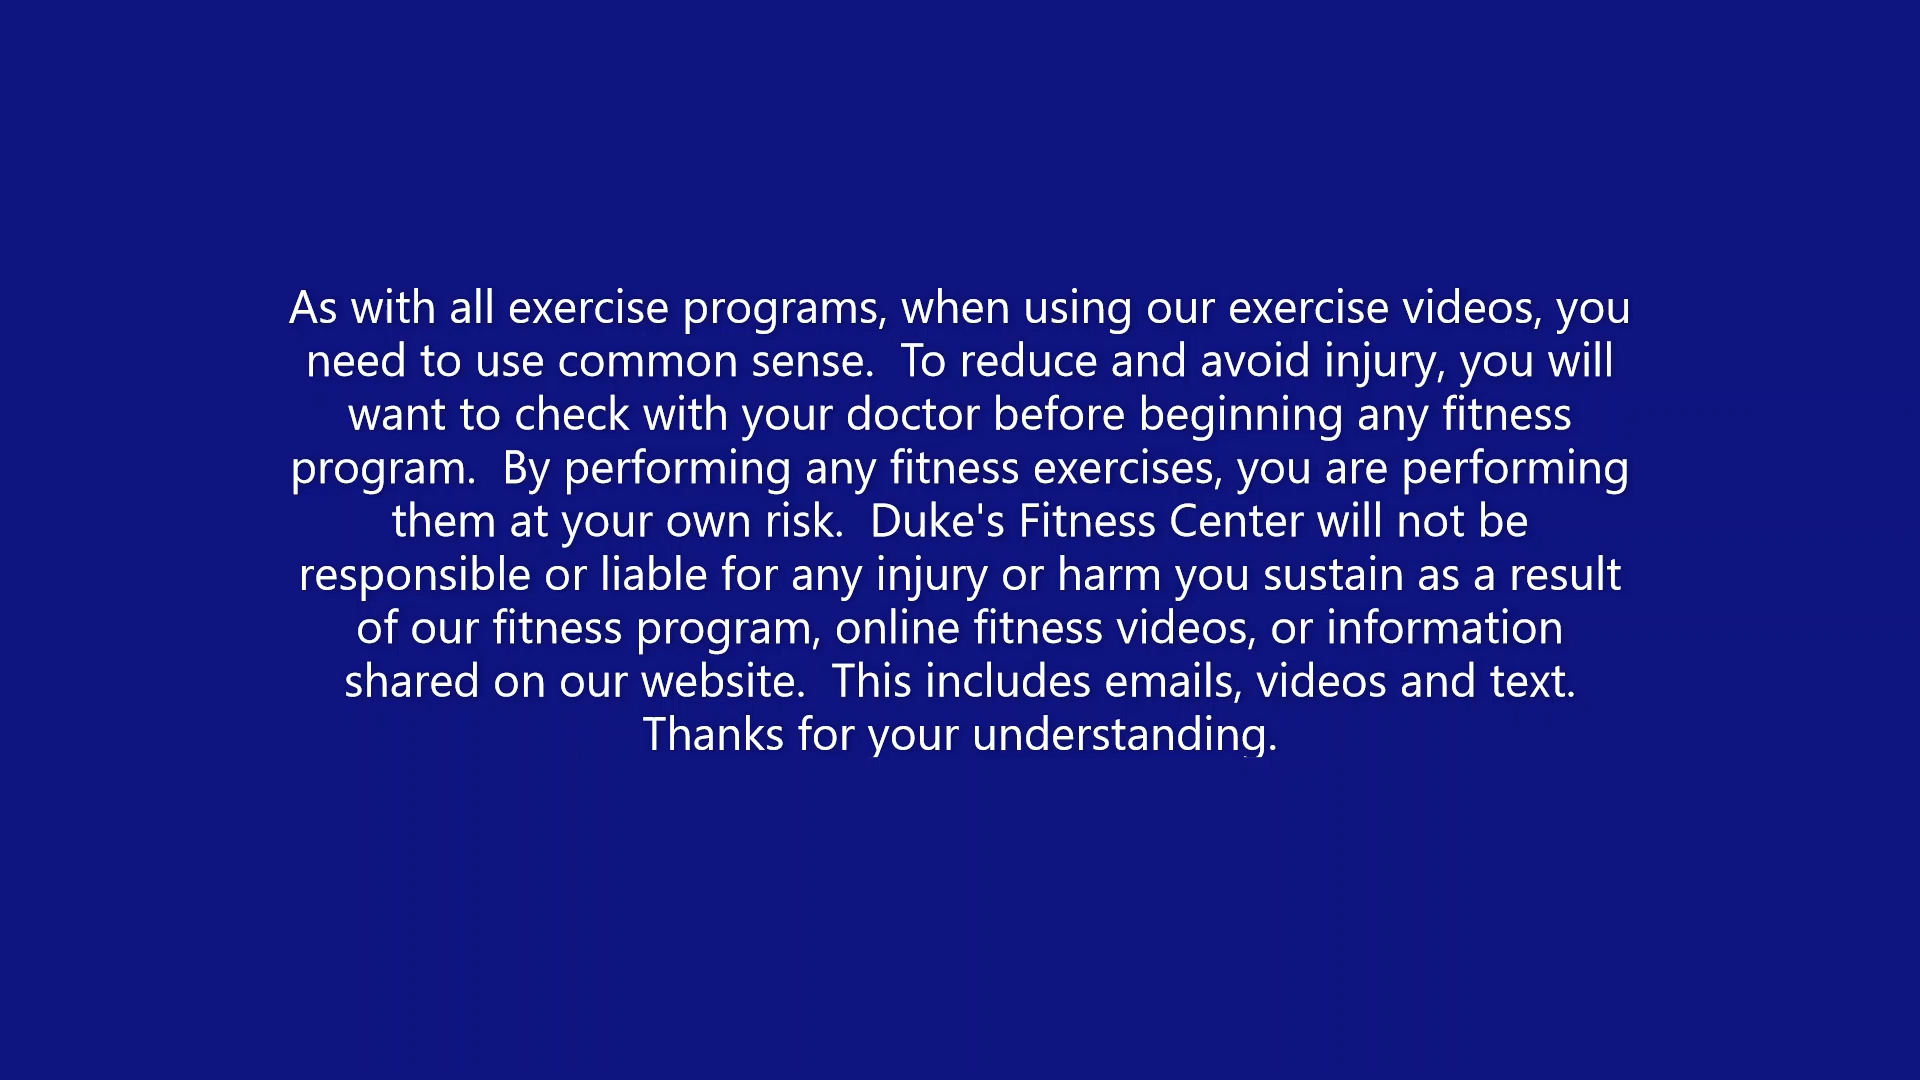 As with all exercise programs, when using our exercise videos, you
need to use common sense.  To reduce and avoid injury, you will
want to check with your doctor before beginning any fitness
program.  By performing any fitness exercises, you are performing
them at your own risk.  Duke's Fitness Center will not be
responsible or liable for any injury or harm you sustain as a result
of our fitness program, online fitness videos, or information
shared on our website.  This includes emails, videos and text.
Thanks for your understanding.